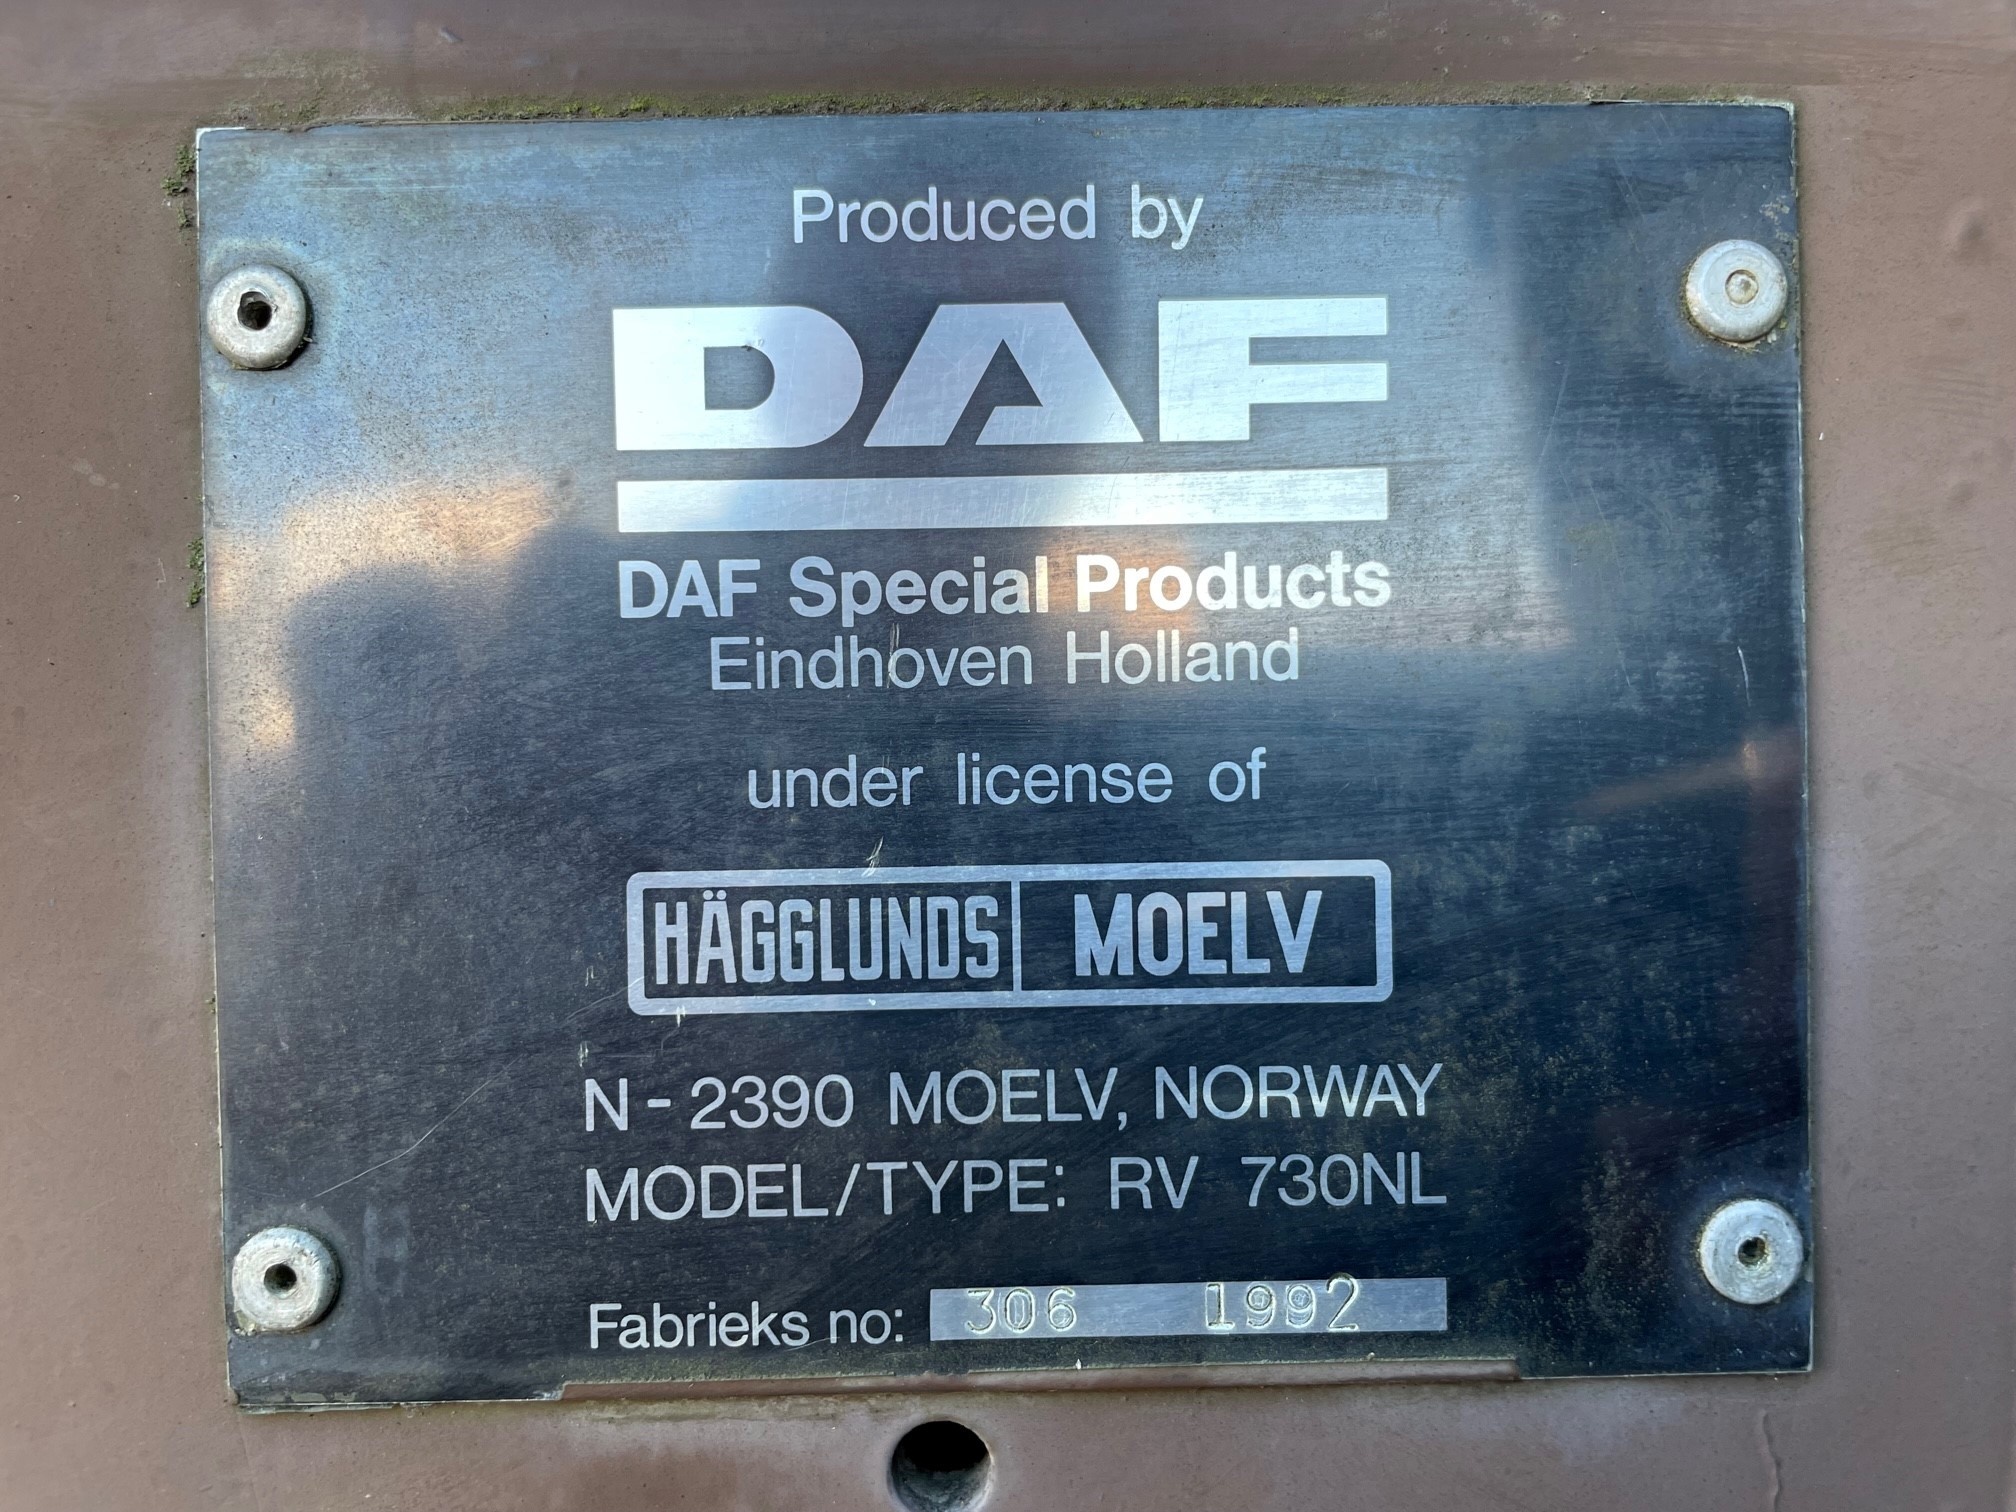 Produced by
DAF
DAF Special Products
Eindhoven Holland
under license of
HÄGGLUNDS MOELV
N-2390 MOELV, NORWAY
MODEL/TYPE: RV 730NL
Fabrieks no: 306 1992